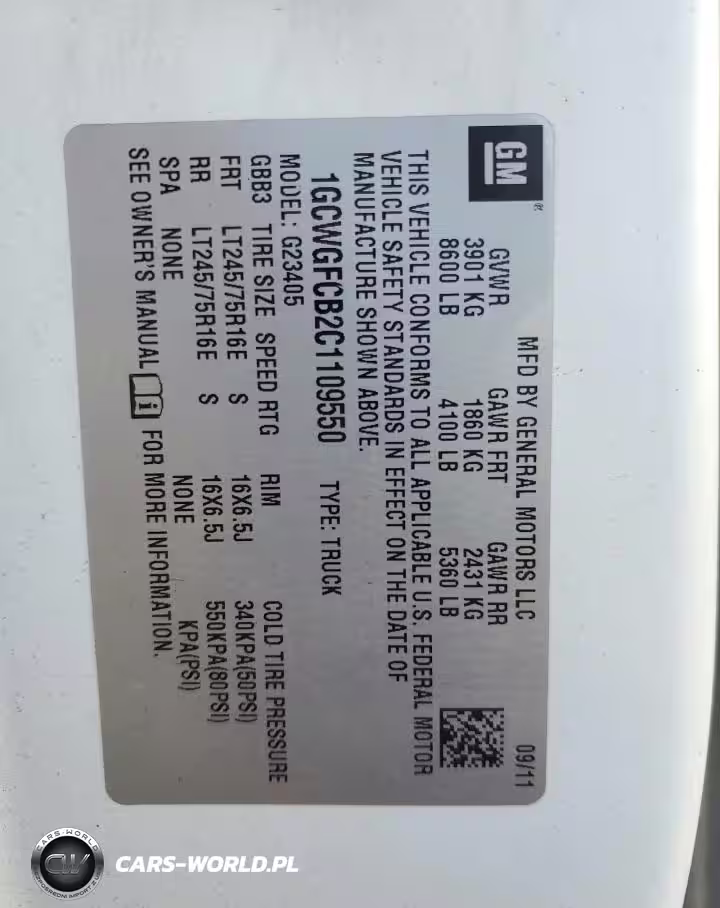 GM
®
MFD BY GENERAL MOTORS LLC 09/11
GVWR GAWR FRT GAWR RR
3901 KG 1860 KG 2431 KG
8600 LB 4100 LB 5360 LB
THIS VEHICLE CONFORMS TO ALL APPLICABLE U.S. FEDERAL MOTOR
VEHICLE SAFETY STANDARDS IN EFFECT ON THE DATE OF
MANUFACTURE SHOWN ABOVE.
1GCWGFCB2C1109550 TYPE: TRUCK
MODEL: G23405
GBB3 TIRE SIZE SPEED RTG RIM COLD TIRE PRESSURE
FRT LT245/75R16E S 16X6.5J 340KPA(50PSI)
RR LT245/75R16E S 16X6.5J 550KPA(80PSI)
SPA NONE NONE KPA(PSI)
SEE OWNER'S MANUAL i FOR MORE INFORMATION.
CARS-WORLD
CW
CARS-WORLD.PL